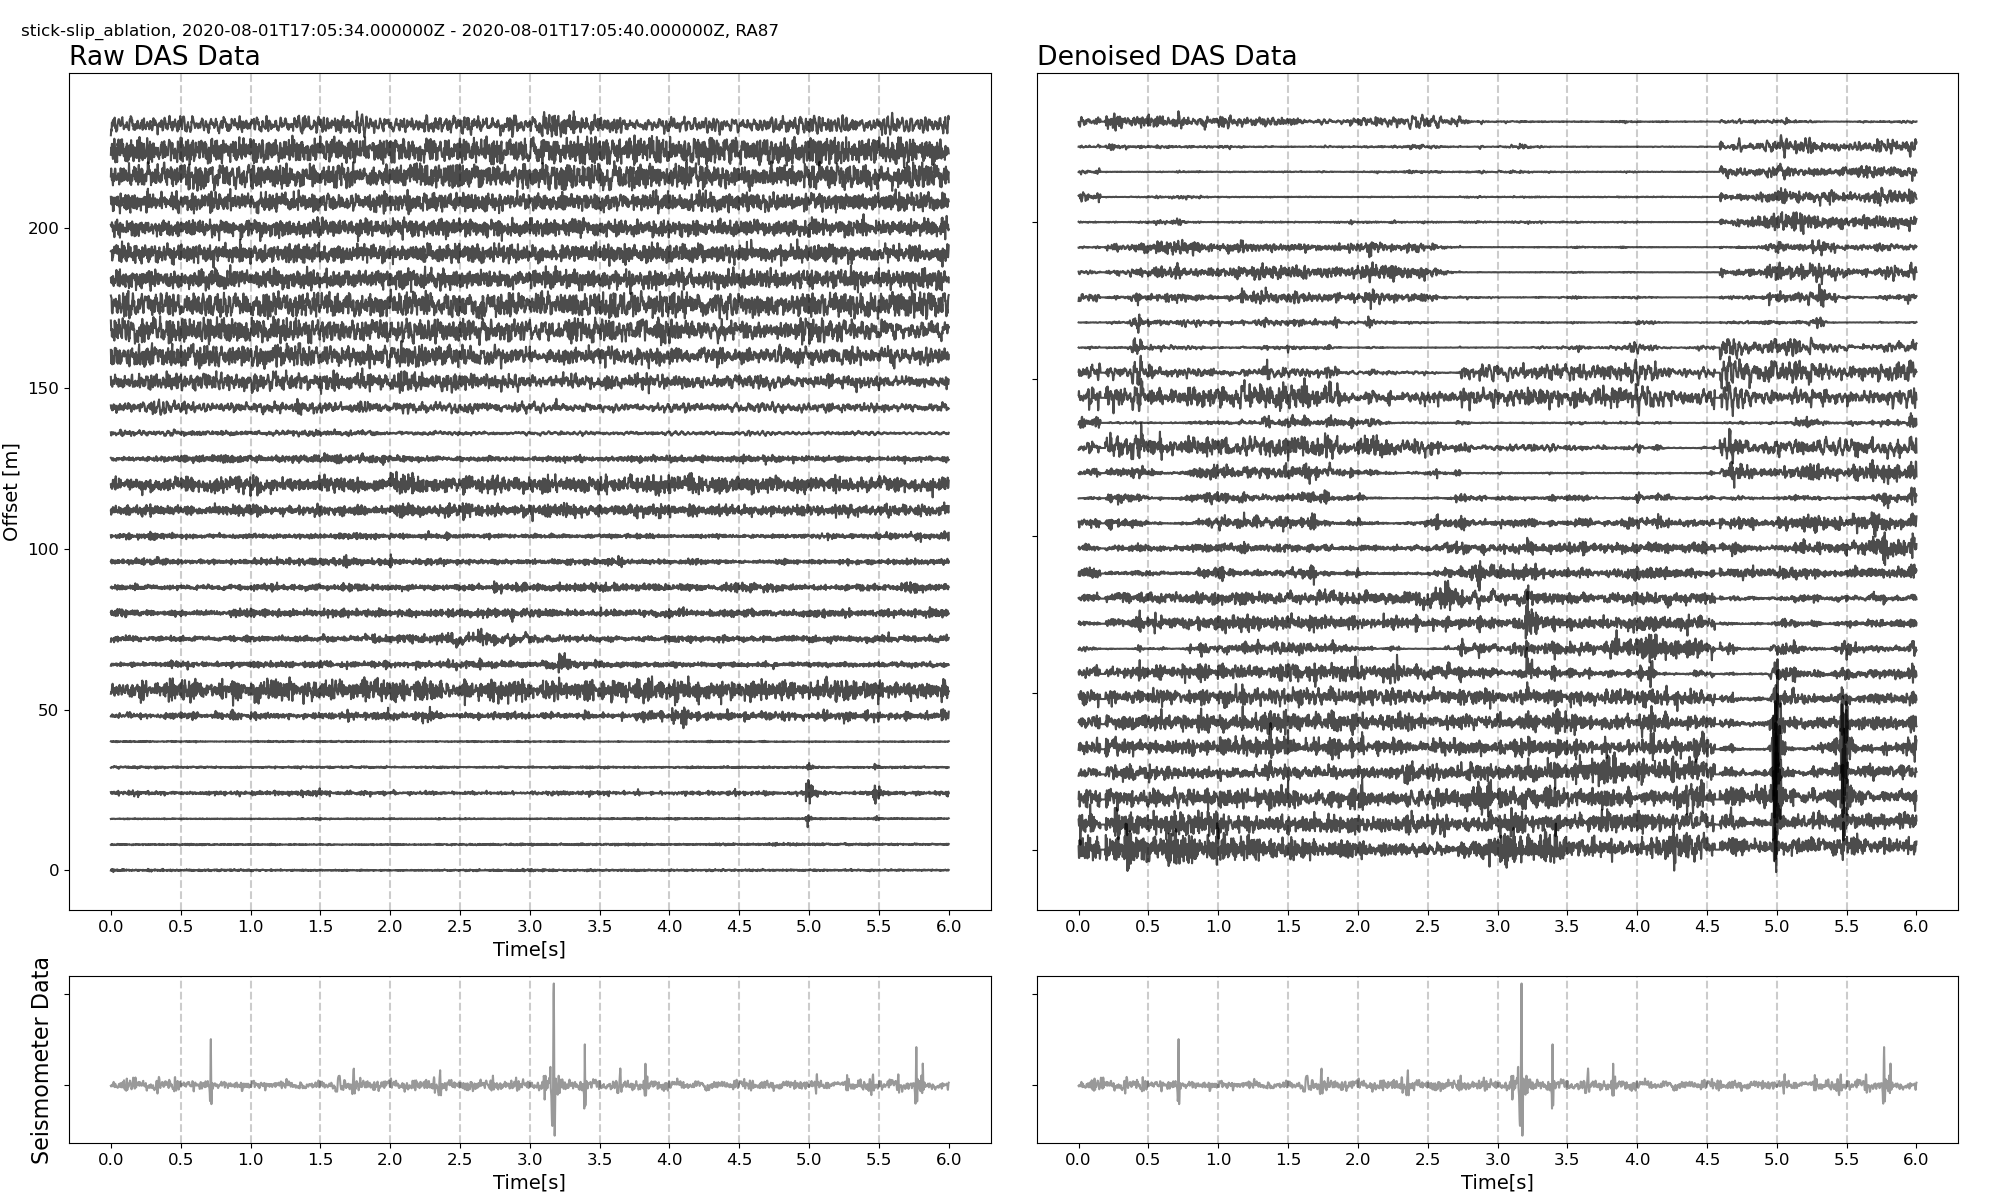 stick-slip_ablation, 2020-08-01T17:05:34.000000Z - 2020-08-01T17:05:40.000000Z, RA87
Raw DAS Data
Denoised DAS Data
Offset [m]
200
150
100
50
0
0.0 0.5 1.0 1.5 2.0 2.5 3.0 3.5 4.0 4.5 5.0 5.5 6.0
Time[s]
0.0 0.5 1.0 1.5 2.0 2.5 3.0 3.5 4.0 4.5 5.0 5.5 6.0
Seismometer Data
0.0 0.5 1.0 1.5 2.0 2.5 3.0 3.5 4.0 4.5 5.0 5.5 6.0
Time[s]
0.0 0.5 1.0 1.5 2.0 2.5 3.0 3.5 4.0 4.5 5.0 5.5 6.0
Time[s]